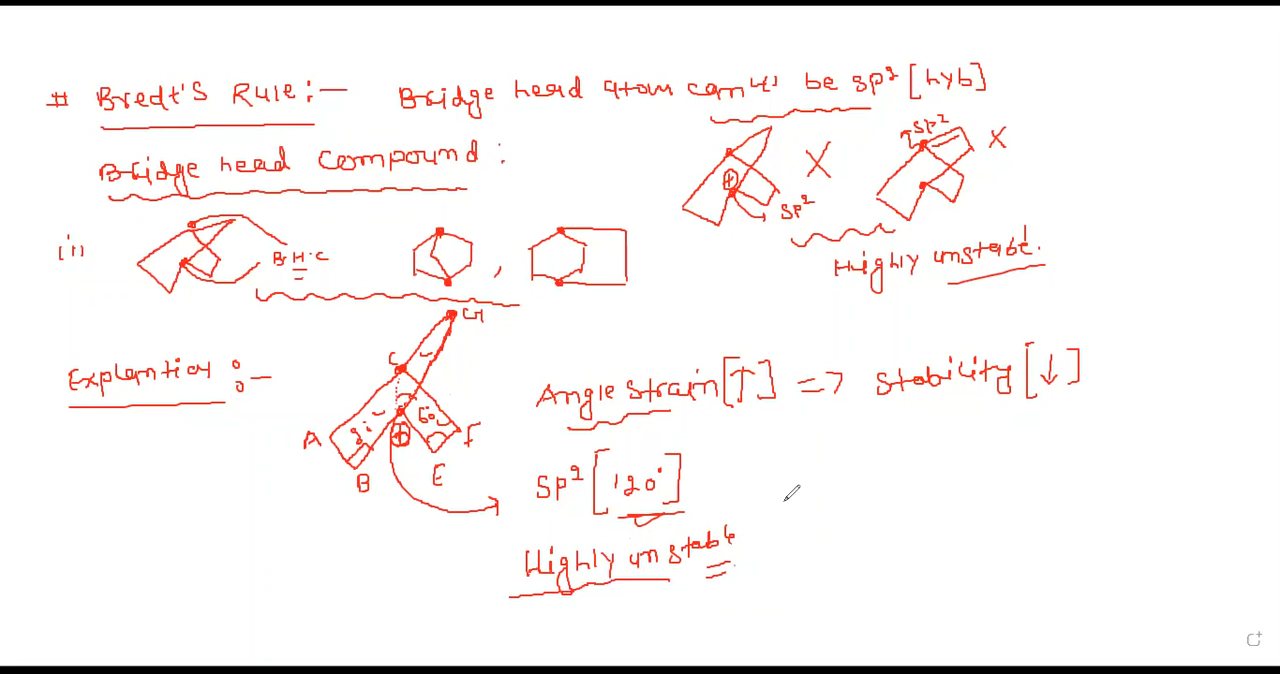 # Bredt's Rule :- Bridge head atom can't be sp² [hyb]
Bridge head compound :
sp²
X
X
sp²
(i)
B.H.C
,
Highly unstable.
G
C
Explantion :-
Angle strain [↑] => Stability [↓]
A
B
E
F
90
60
+
sp² [120°]
Highly unstable